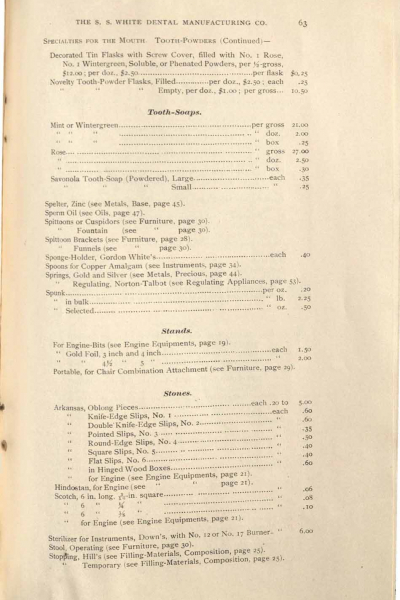 THE S. S. WHITE DENTAL MANUFACTURING CO. 63
SPECIALTIES FOR THE MOUTH. TOOTH-POWDERS (Continued)—
Decorated Tin Flasks with Screw Cover, filled with No. 1 Rose,
No. 1 Wintergreen, Soluble, or Phenated Powders, per ½-gross,
$12.00; per doz., $2.50........per flask $0.25
Novelty Tooth-Powder Flasks, Filled........per doz., $2.50; each .25
" " " Empty, per doz., $1.00; per gross... 10.50
Tooth-Soaps.
Mint or Wintergreen........per gross 21.00
" " " ........ " doz. 2.00
" " " ........ " box .25
Rose........ " gross 27.00
" ........ " doz. 2.50
" ........ " box .30
Savonola Tooth-Soap (Powdered), Large........each .35
" " " Small........ " .25
Spelter, Zinc (see Metals, Base, page 45).
Sperm Oil (see Oils, page 47).
Spittoons or Cuspidors (see Furniture, page 30).
" Fountain (see " page 30).
Spittoon Brackets (see Furniture, page 28).
" Funnels (see " page 30).
Sponge-Holder, Gordon White's........each .40
Spoons for Copper Amalgam (see Instruments, page 34).
Springs, Gold and Silver (see Metals, Precious, page 44).
" Regulating, Norton-Talbot (see Regulating Appliances, page 53).
Spunk........per oz. .20
" in bulk........ " lb. 2.25
" Selected........ " oz. .50
Stands.
For Engine-Bits (see Engine Equipments, page 19).
" Gold Foil, 3 inch and 4 inch........each 1.50
" " 4½ " 5 " ........ " 2.00
Portable, for Chair Combination Attachment (see Furniture, page 29).
Stones.
Arkansas, Oblong Pieces........each .20 to 5.00
" Knife-Edge Slips, No. 1........each .60
" Double Knife-Edge Slips, No. 2........ " .60
" Pointed Slips, No. 3........ " .35
" Round-Edge Slips, No. 4........ " .50
" Square Slips, No. 5........ " .40
" Flat Slips, No. 6........ " .40
" in Hinged Wood Boxes........ " .60
" for Engine (see Engine Equipments, page 21).
Hindostan, for Engine (see " " page 21).
Scotch, 6 in. long, square........ " .06
" 6 " ¼ " ........ " .08
" 6 " ⅜ " ........ " .10
" for Engine (see Engine Equipments, page 21).
Sterilizer for Instruments, Down's, with No. 12 or No. 17 Burner.. " 6.00
Stool, Operating (see Furniture, page 30).
Stopping, Hill's (see Filling-Materials, Composition, page 25).
" Temporary (see Filling-Materials, Composition, page 25).